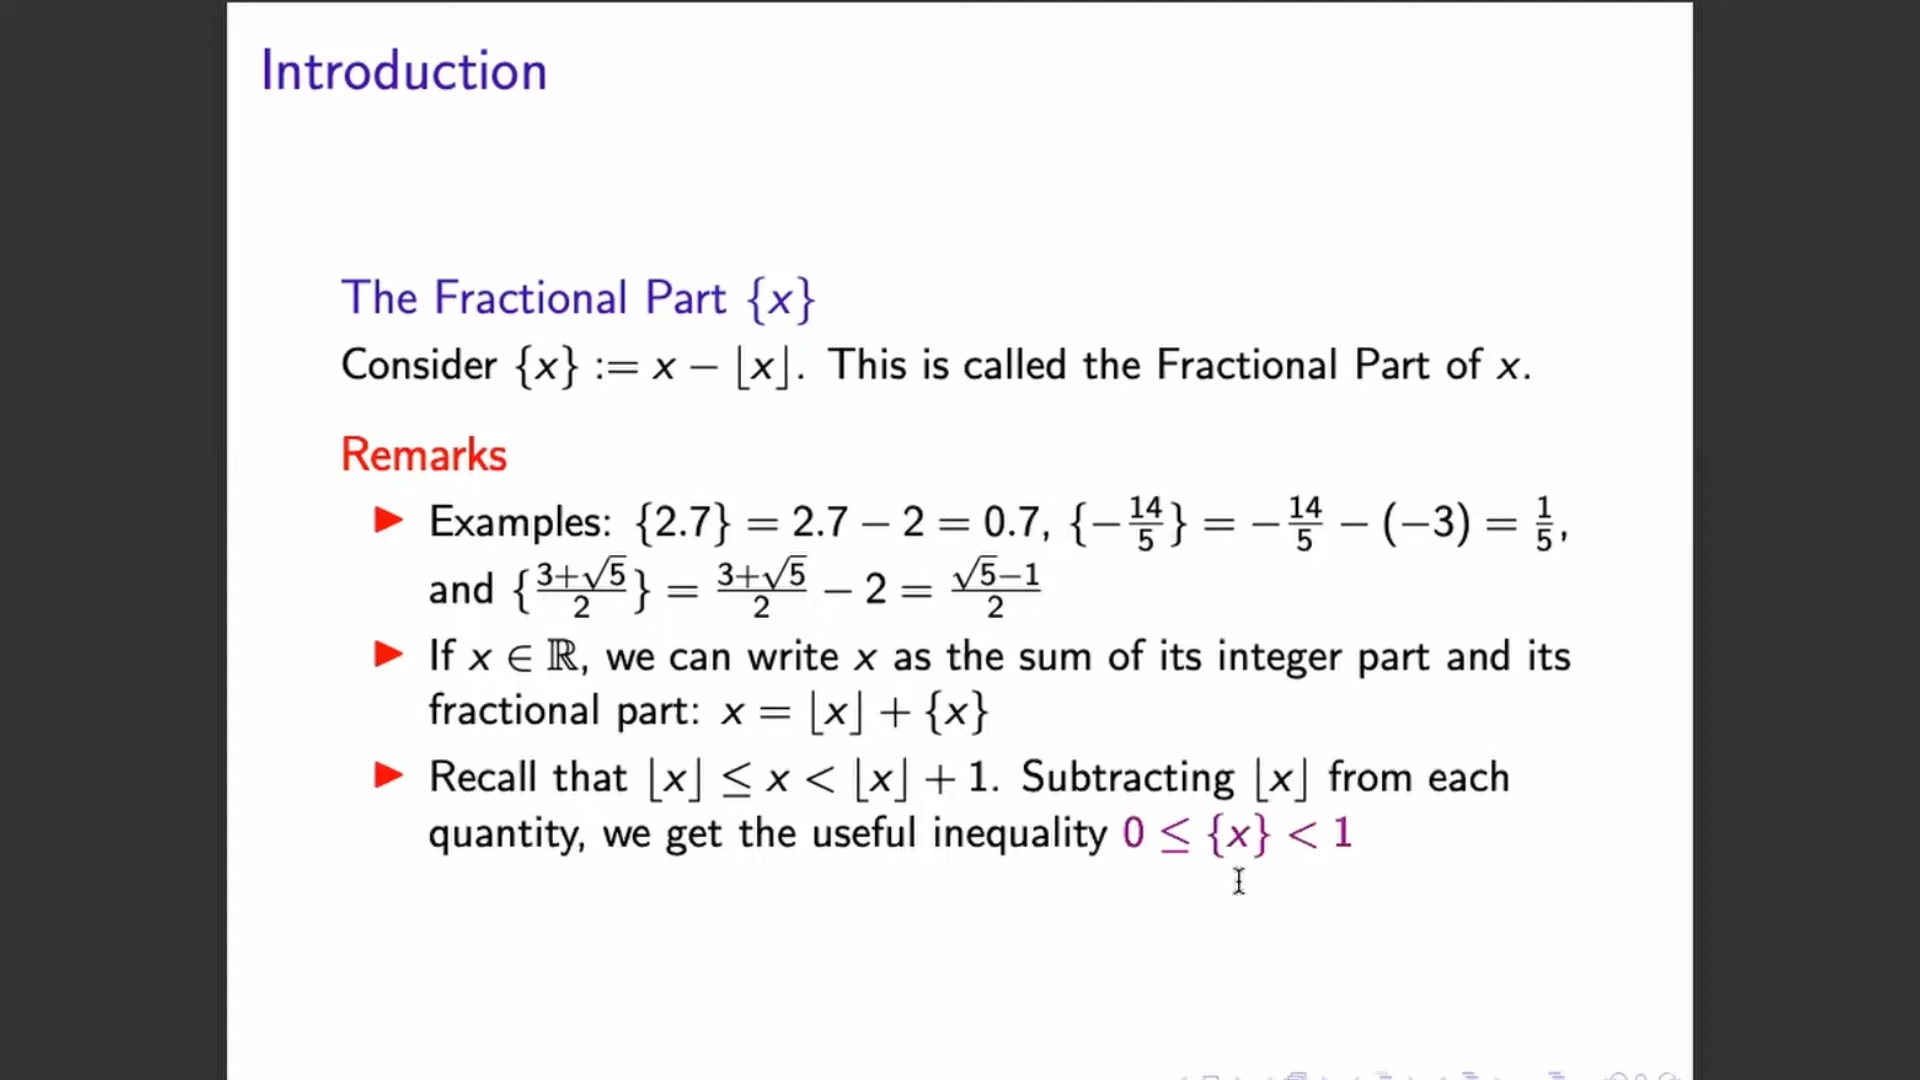 Introduction
The Fractional Part {x}
Consider {x} := x − ⌊x⌋. This is called the Fractional Part of x.
Remarks
▶ Examples: {2.7} = 2.7 − 2 = 0.7, {−14/5} = −14/5 − (−3) = 1/5,
and {(3+√5)/2} = (3+√5)/2 − 2 = (√5−1)/2
▶ If x ∈ ℝ, we can write x as the sum of its integer part and its
fractional part: x = ⌊x⌋ + {x}
▶ Recall that ⌊x⌋ ≤ x < ⌊x⌋ + 1. Subtracting ⌊x⌋ from each
quantity, we get the useful inequality 0 ≤ {x} < 1